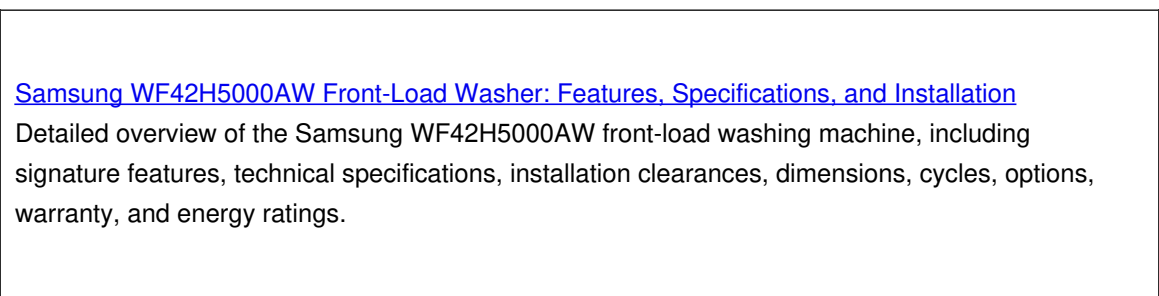 Samsung WF42H5000AW Front-Load Washer: Features, Specifications, and Installation
Detailed overview of the Samsung WF42H5000AW front-load washing machine, including
signature features, technical specifications, installation clearances, dimensions, cycles, options,
warranty, and energy ratings.